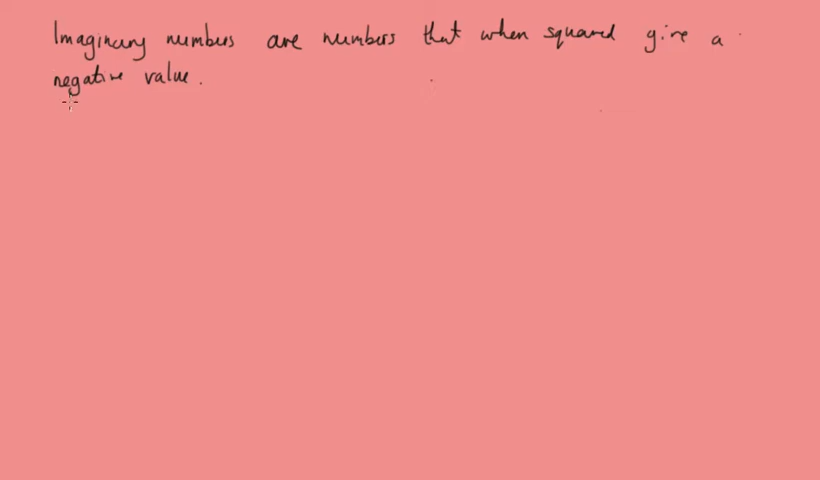 Imaginary numbers are numbers that when squared give a
negative value.